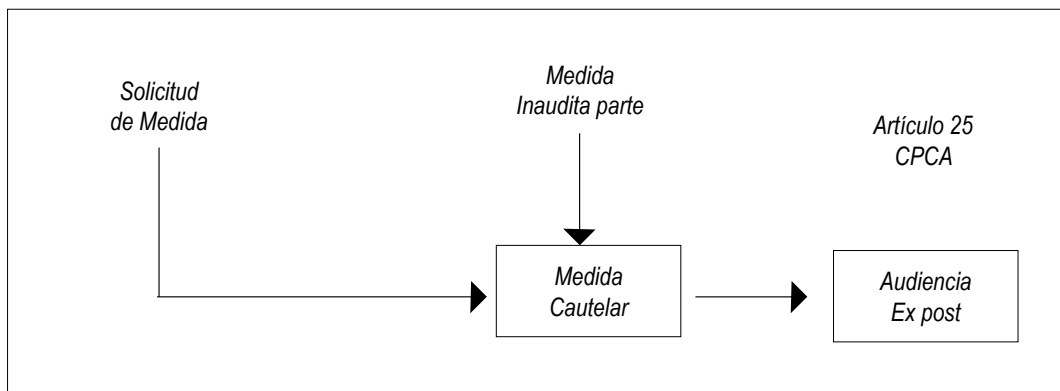 Solicitud
de Medida
Medida
Inaudita parte
Artículo 25
CPCA
Medida
Cautelar
Audiencia
Ex post